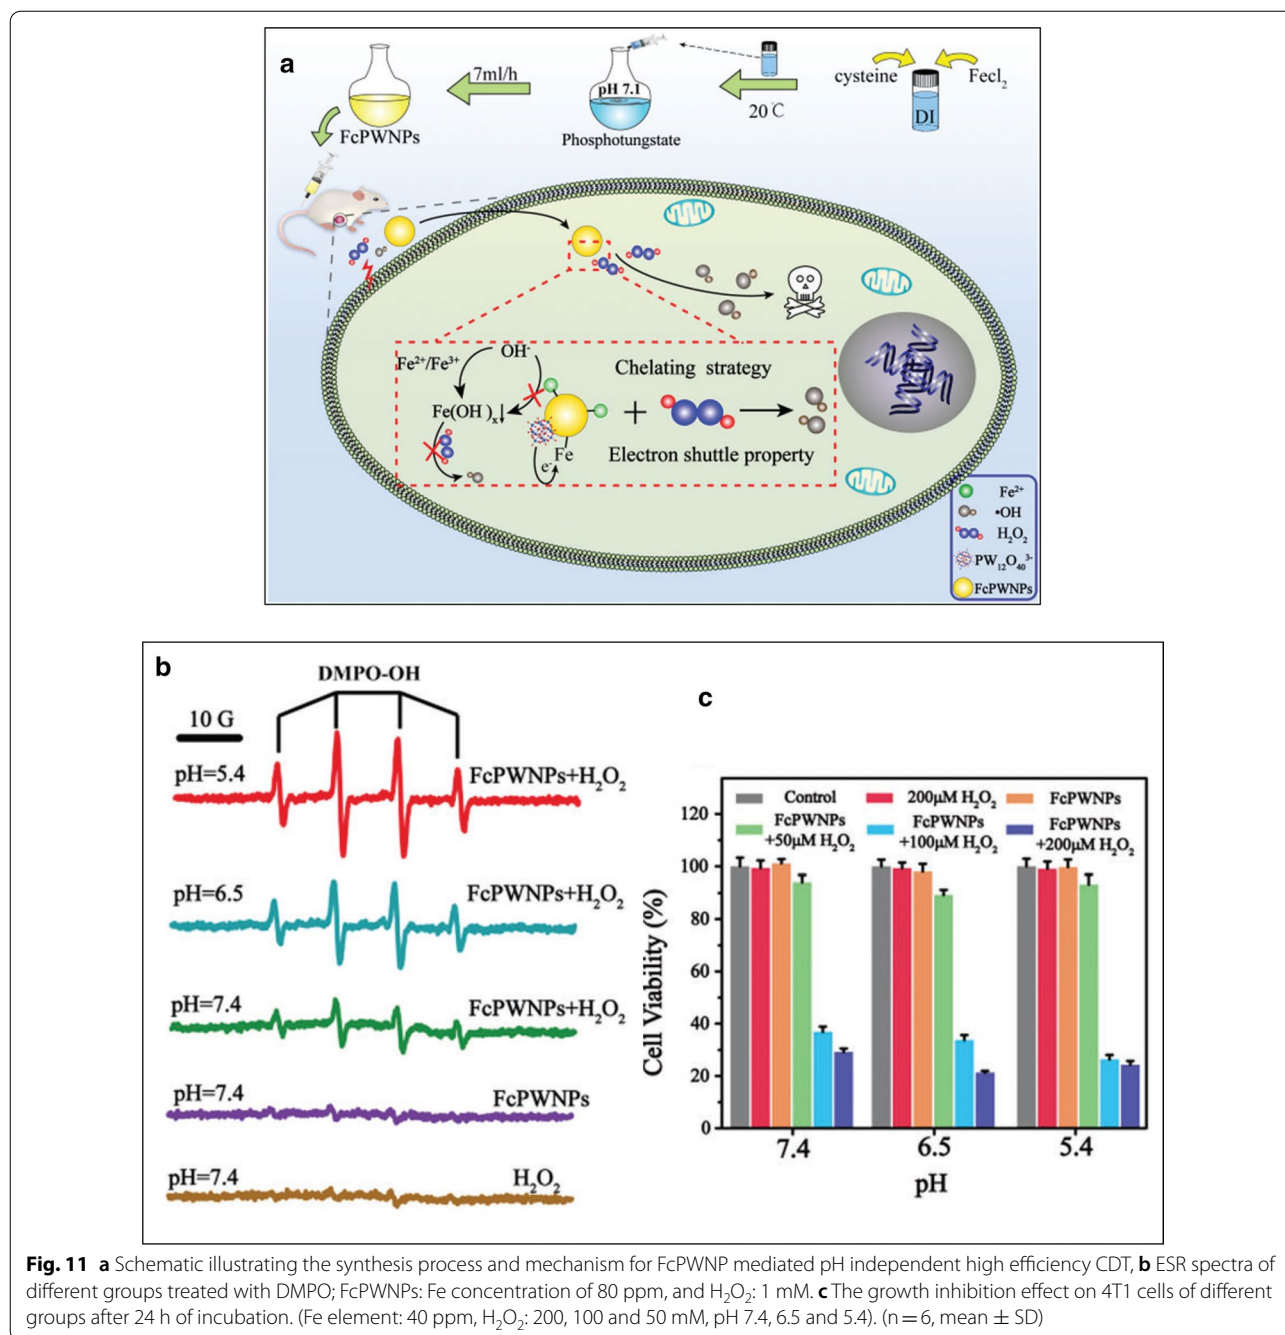 a
7ml/h
pH 7.1
20℃
cysteine
Fecl₂
DI
FcPWNPs
Phosphotungstate
Fe²⁺/Fe³⁺
OH⁻
Chelating strategy
Fe(OH)ₓ↓
+
Fe
e⁻
Electron shuttle property
Fe²⁺
•OH
H₂O₂
PW₁₂O₄₀³⁻
FcPWNPs
b
DMPO-OH
10 G
pH=5.4
FcPWNPs+H₂O₂
pH=6.5
FcPWNPs+H₂O₂
pH=7.4
FcPWNPs+H₂O₂
pH=7.4
FcPWNPs
pH=7.4
H₂O₂
c
Control
200μM H₂O₂
FcPWNPs
FcPWNPs
+50μM H₂O₂
FcPWNPs
+100μM H₂O₂
FcPWNPs
+200μM H₂O₂
Cell Viability (%)
120
100
80
60
40
20
0
7.4
6.5
5.4
pH
Fig. 11 a Schematic illustrating the synthesis process and mechanism for FcPWNP mediated pH independent high efficiency CDT, b ESR spectra of
different groups treated with DMPO; FcPWNPs: Fe concentration of 80 ppm, and H₂O₂: 1 mM. c The growth inhibition effect on 4T1 cells of different
groups after 24 h of incubation. (Fe element: 40 ppm, H₂O₂: 200, 100 and 50 mM, pH 7.4, 6.5 and 5.4). (n = 6, mean ± SD)